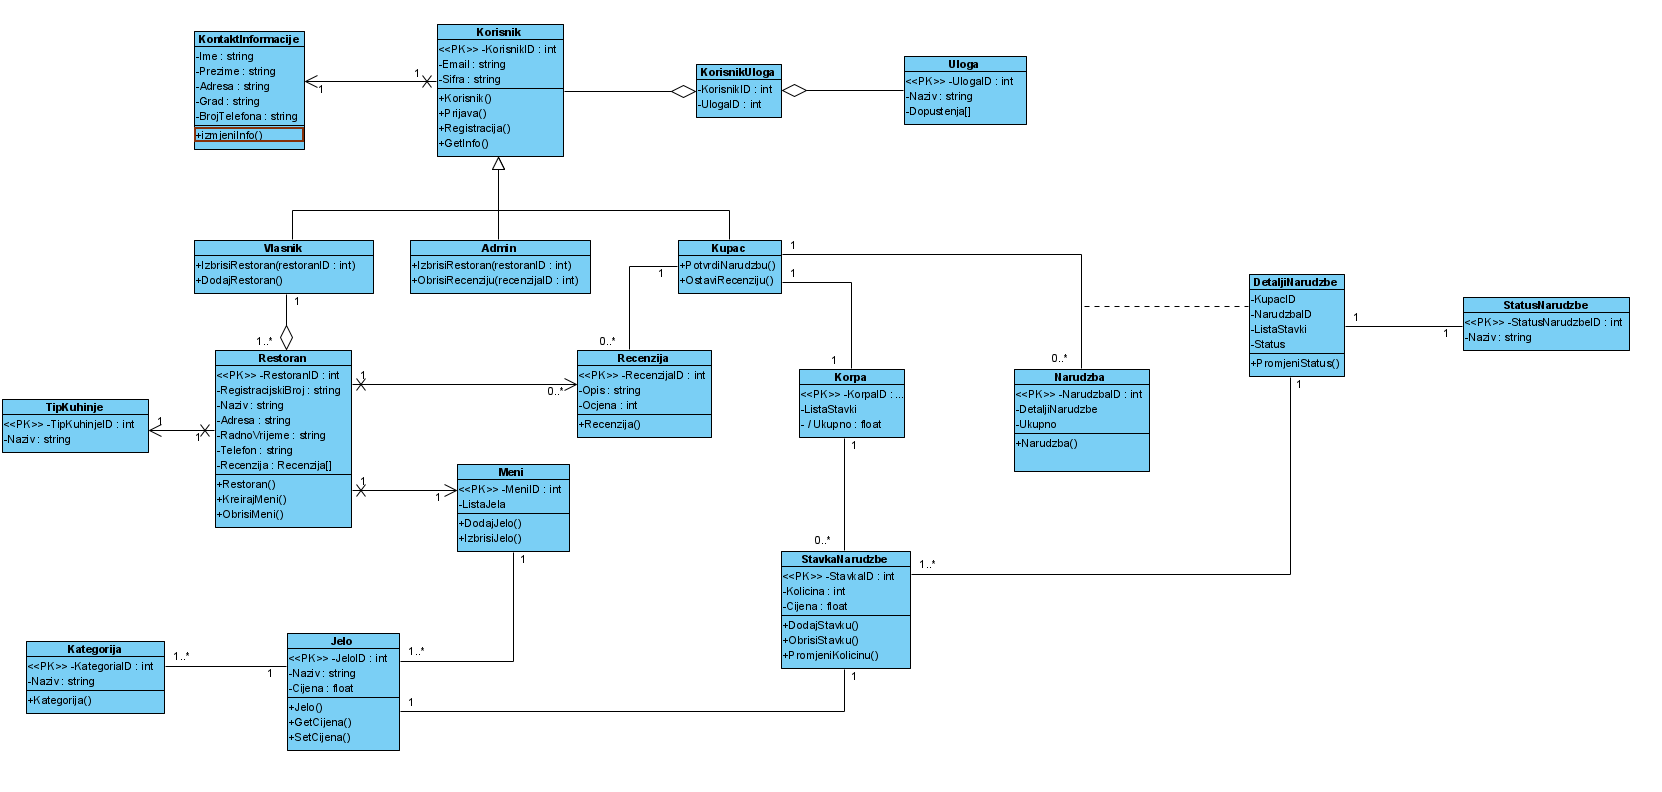 KontaktInformacije
-Ime : string
-Prezime : string
-Adresa : string
-Grad : string
-BrojTelefona : string
+izmjeniInfo()
1
1
Korisnik
<<PK>> -KorisnikID : int
-Email : string
-Sifra : string
+Korisnik()
+Prijava()
+Registracija()
+GetInfo()
KorisnikUloga
-KorisnikID : int
-UlogaID : int
Uloga
<<PK>> -UlogaID : int
-Naziv : string
-Dopustenja[]
Vlasnik
+IzbrisiRestoran(restoranID : int)
+DodajRestoran()
1
1..*
Admin
+IzbrisiRestoran(restoranID : int)
+ObrisiRecenziju(recenzijaID : int)
Kupac
+PotvrdiNarudzbu()
+OstaviRecenziju()
1
1
1
0..*
1
0..*
DetaljiNarudzbe
-KupacID
-NarudzbaID
-ListaStavki
-Status
+PromjeniStatus()
1
1
1
StatusNarudzbe
<<PK>> -StatusNarudzbeID : int
-Naziv : string
Restoran
<<PK>> -RestoranID : int
-RegistracijskiBroj : string
-Naziv : string
-Adresa : string
-RadnoVrijeme : string
-Telefon : string
-Recenzija : Recenzija[]
+Restoran()
+KreirajMeni()
+ObrisiMeni()
1
0..*
1
1
Recenzija
<<PK>> -RecenzijaID : int
-Opis : string
-Ocjena : int
+Recenzija()
Korpa
<<PK>> -KorpaID : ...
-ListaStavki
- / Ukupno : float
1
0..*
Narudzba
<<PK>> -NarudzbaID : int
-DetaljiNarudzbe
-Ukupno
+Narudzba()
TipKuhinje
<<PK>> -TipKuhinjeID : int
-Naziv : string
1
1
Meni
<<PK>> -MeniID : int
-ListaJela
+DodajJelo()
+IzbrisiJelo()
1
1..*
StavkaNarudzbe
<<PK>> -StavkaID : int
-Kolicina : int
-Cijena : float
+DodajStavku()
+ObrisiStavku()
+PromjeniKolicinu()
1..*
1
Kategorija
<<PK>> -KategorijaID : int
-Naziv : string
+Kategorija()
1..*
1
Jelo
<<PK>> -JeloID : int
-Naziv : string
-Cijena : float
+Jelo()
+GetCijena()
+SetCijena()
1